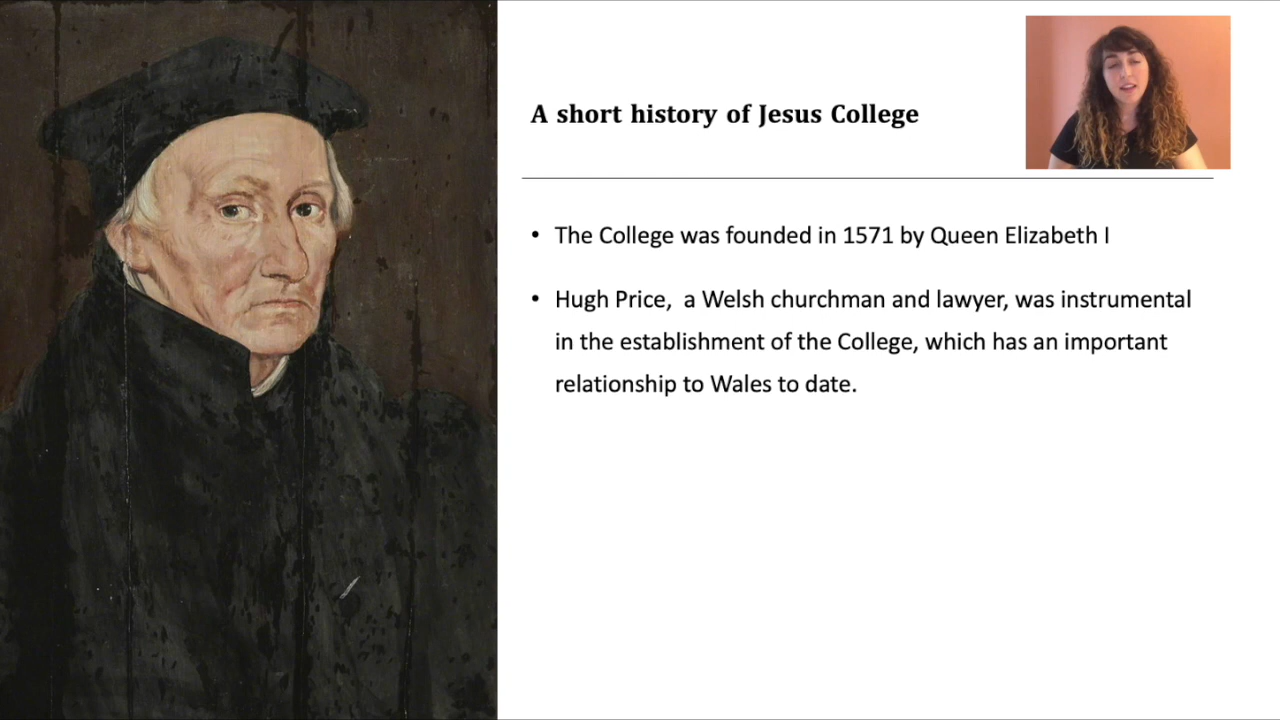 A short history of Jesus College
• The College was founded in 1571 by Queen Elizabeth I
• Hugh Price,  a Welsh churchman and lawyer, was instrumental
in the establishment of the College, which has an important
relationship to Wales to date.